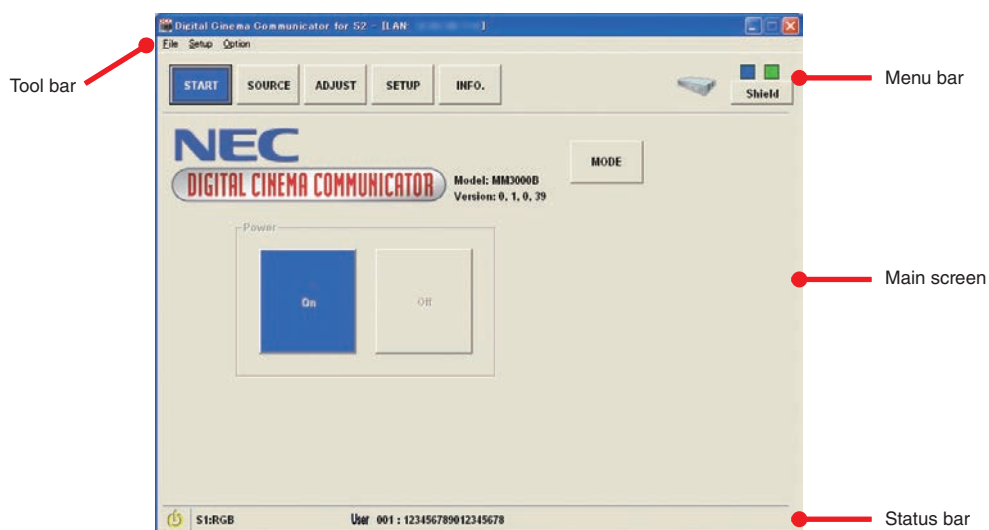 Digital Cinema Communicator for S2 - [LAN: ]
File Setup Option
Tool bar
Menu bar
START SOURCE ADJUST SETUP INFO. Shield
NEC
DIGITAL CINEMA COMMUNICATOR
Model: MM3000B
Version: 0, 1, 0, 39
MODE
Power
On Off
Main screen
S1:RGB User 001 : 123456789012345678
Status bar